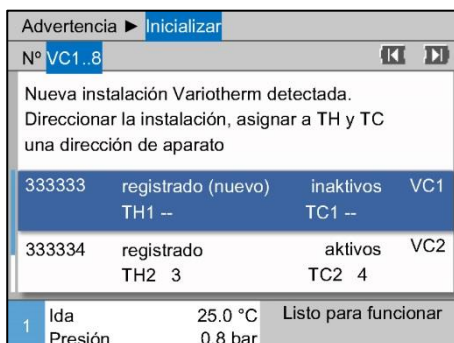 Advertencia ► Inicializar
Nº VC1..8
Nueva instalación Variotherm detectada.
Direccionar la instalación, asignar a TH y TC
una dirección de aparato
333333 registrado (nuevo) inaktivos VC1
TH1 -- TC1 --
333334 registrado aktivos VC2
TH2 3 TC2 4
1 Ida 25.0 °C Listo para funcionar
Presión 0.8 bar